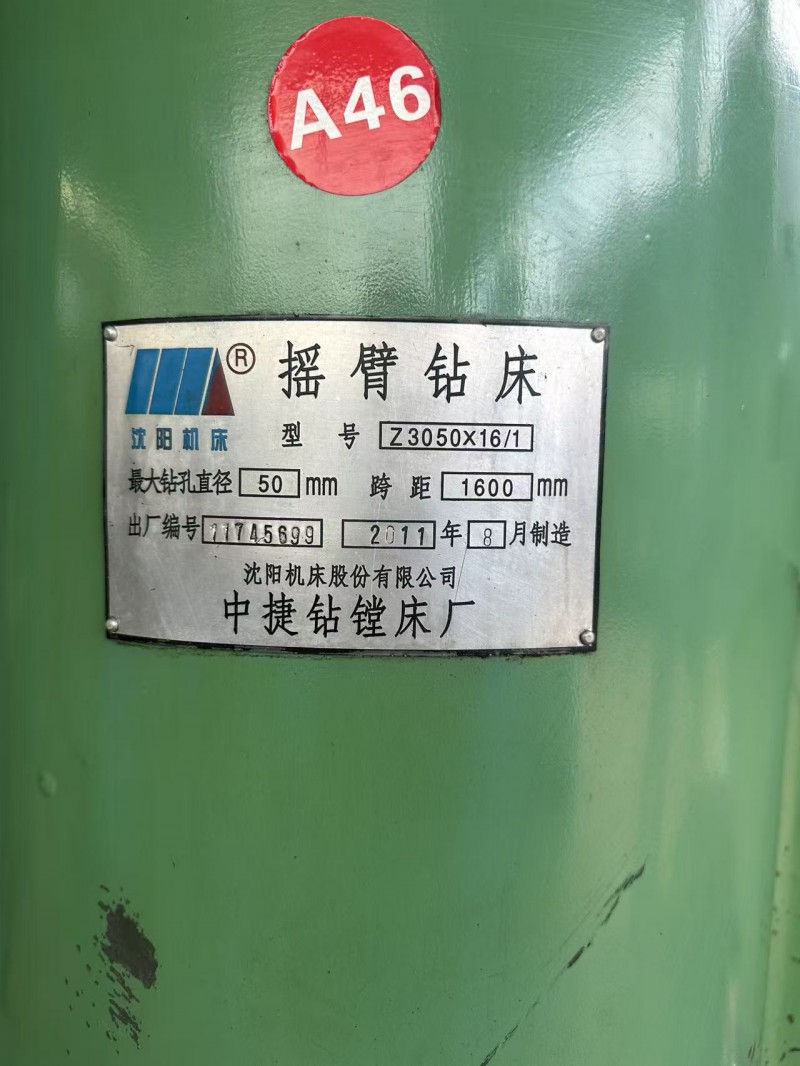 A46
® 摇臂钻床
沈阳机床
型号 Z3050×16/1
最大钻孔直径 50 mm 跨距 1600 mm
出厂编号 11745699 2011 年 8 月制造
沈阳机床股份有限公司
中捷钻镗床厂